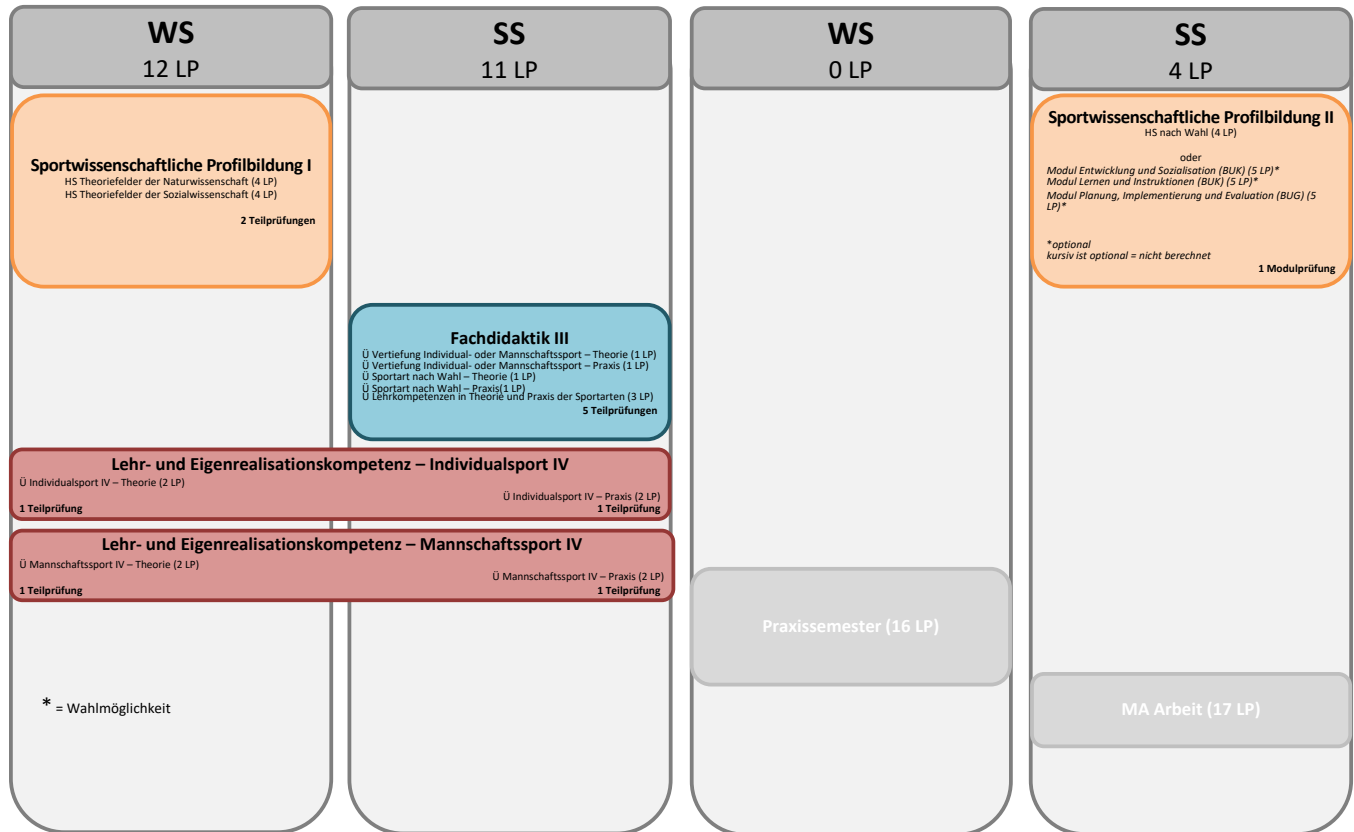 WS
12 LP
SS
11 LP
WS
0 LP
SS
4 LP
Sportwissenschaftliche Profilbildung I
HS Theoriefelder der Naturwissenschaft (4 LP)
HS Theoriefelder der Sozialwissenschaft (4 LP)
2 Teilprüfungen
Sportwissenschaftliche Profilbildung II
HS nach Wahl (4 LP)
oder
Modul Entwicklung und Sozialisation (BUK) (5 LP)*
Modul Lernen und Instruktionen (BUK) (5 LP)*
Modul Planung, Implementierung und Evaluation (BUG) (5
LP)*
*optional
kursiv ist optional = nicht berechnet
1 Modulprüfung
Fachdidaktik III
Ü Vertiefung Individual- oder Mannschaftssport – Theorie (1 LP)
Ü Vertiefung Individual- oder Mannschaftssport – Praxis (1 LP)
Ü Sportart nach Wahl – Theorie (1 LP)
Ü Sportart nach Wahl – Praxis(1 LP)
Ü Lehrkompetenzen in Theorie und Praxis der Sportarten (3 LP)
5 Teilprüfungen
Lehr- und Eigenrealisationskompetenz – Individualsport IV
Ü Individualsport IV – Theorie (2 LP)
Ü Individualsport IV – Praxis (2 LP)
1 Teilprüfung
1 Teilprüfung
Lehr- und Eigenrealisationskompetenz – Mannschaftssport IV
Ü Mannschaftssport IV – Theorie (2 LP)
Ü Mannschaftssport IV – Praxis (2 LP)
1 Teilprüfung
1 Teilprüfung
Praxissemester (16 LP)
* = Wahlmöglichkeit
MA Arbeit (17 LP)